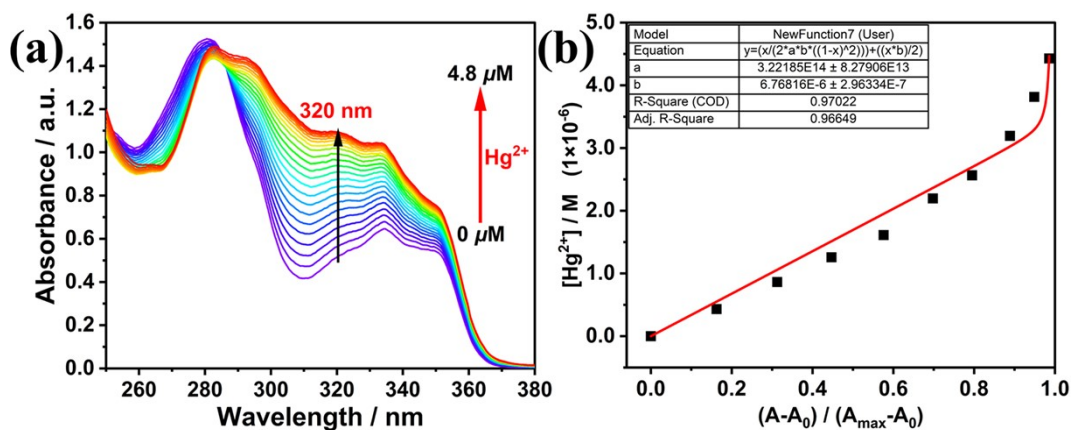 (a)
1.6
1.4
1.2
1.0
0.8
0.6
0.4
0.2
0.0
Absorbance / a.u.
320 nm
4.8 µM
Hg²⁺
0 µM
260 280 300 320 340 360 380
Wavelength / nm
(b)
5.0
4.0
3.0
2.0
1.0
0.0
[Hg²⁺] / M (1×10⁻⁶)
Model NewFunction7 (User)
Equation y=(x/(2*a*b*((1-x)^2)))+((x*b)/2)
a 3.22185E14 ± 8.27906E13
b 6.76816E-6 ± 2.96334E-7
R-Square (COD) 0.97022
Adj. R-Square 0.96649
0.0 0.2 0.4 0.6 0.8 1.0
(A-A₀) / (Aₘₐₓ-A₀)